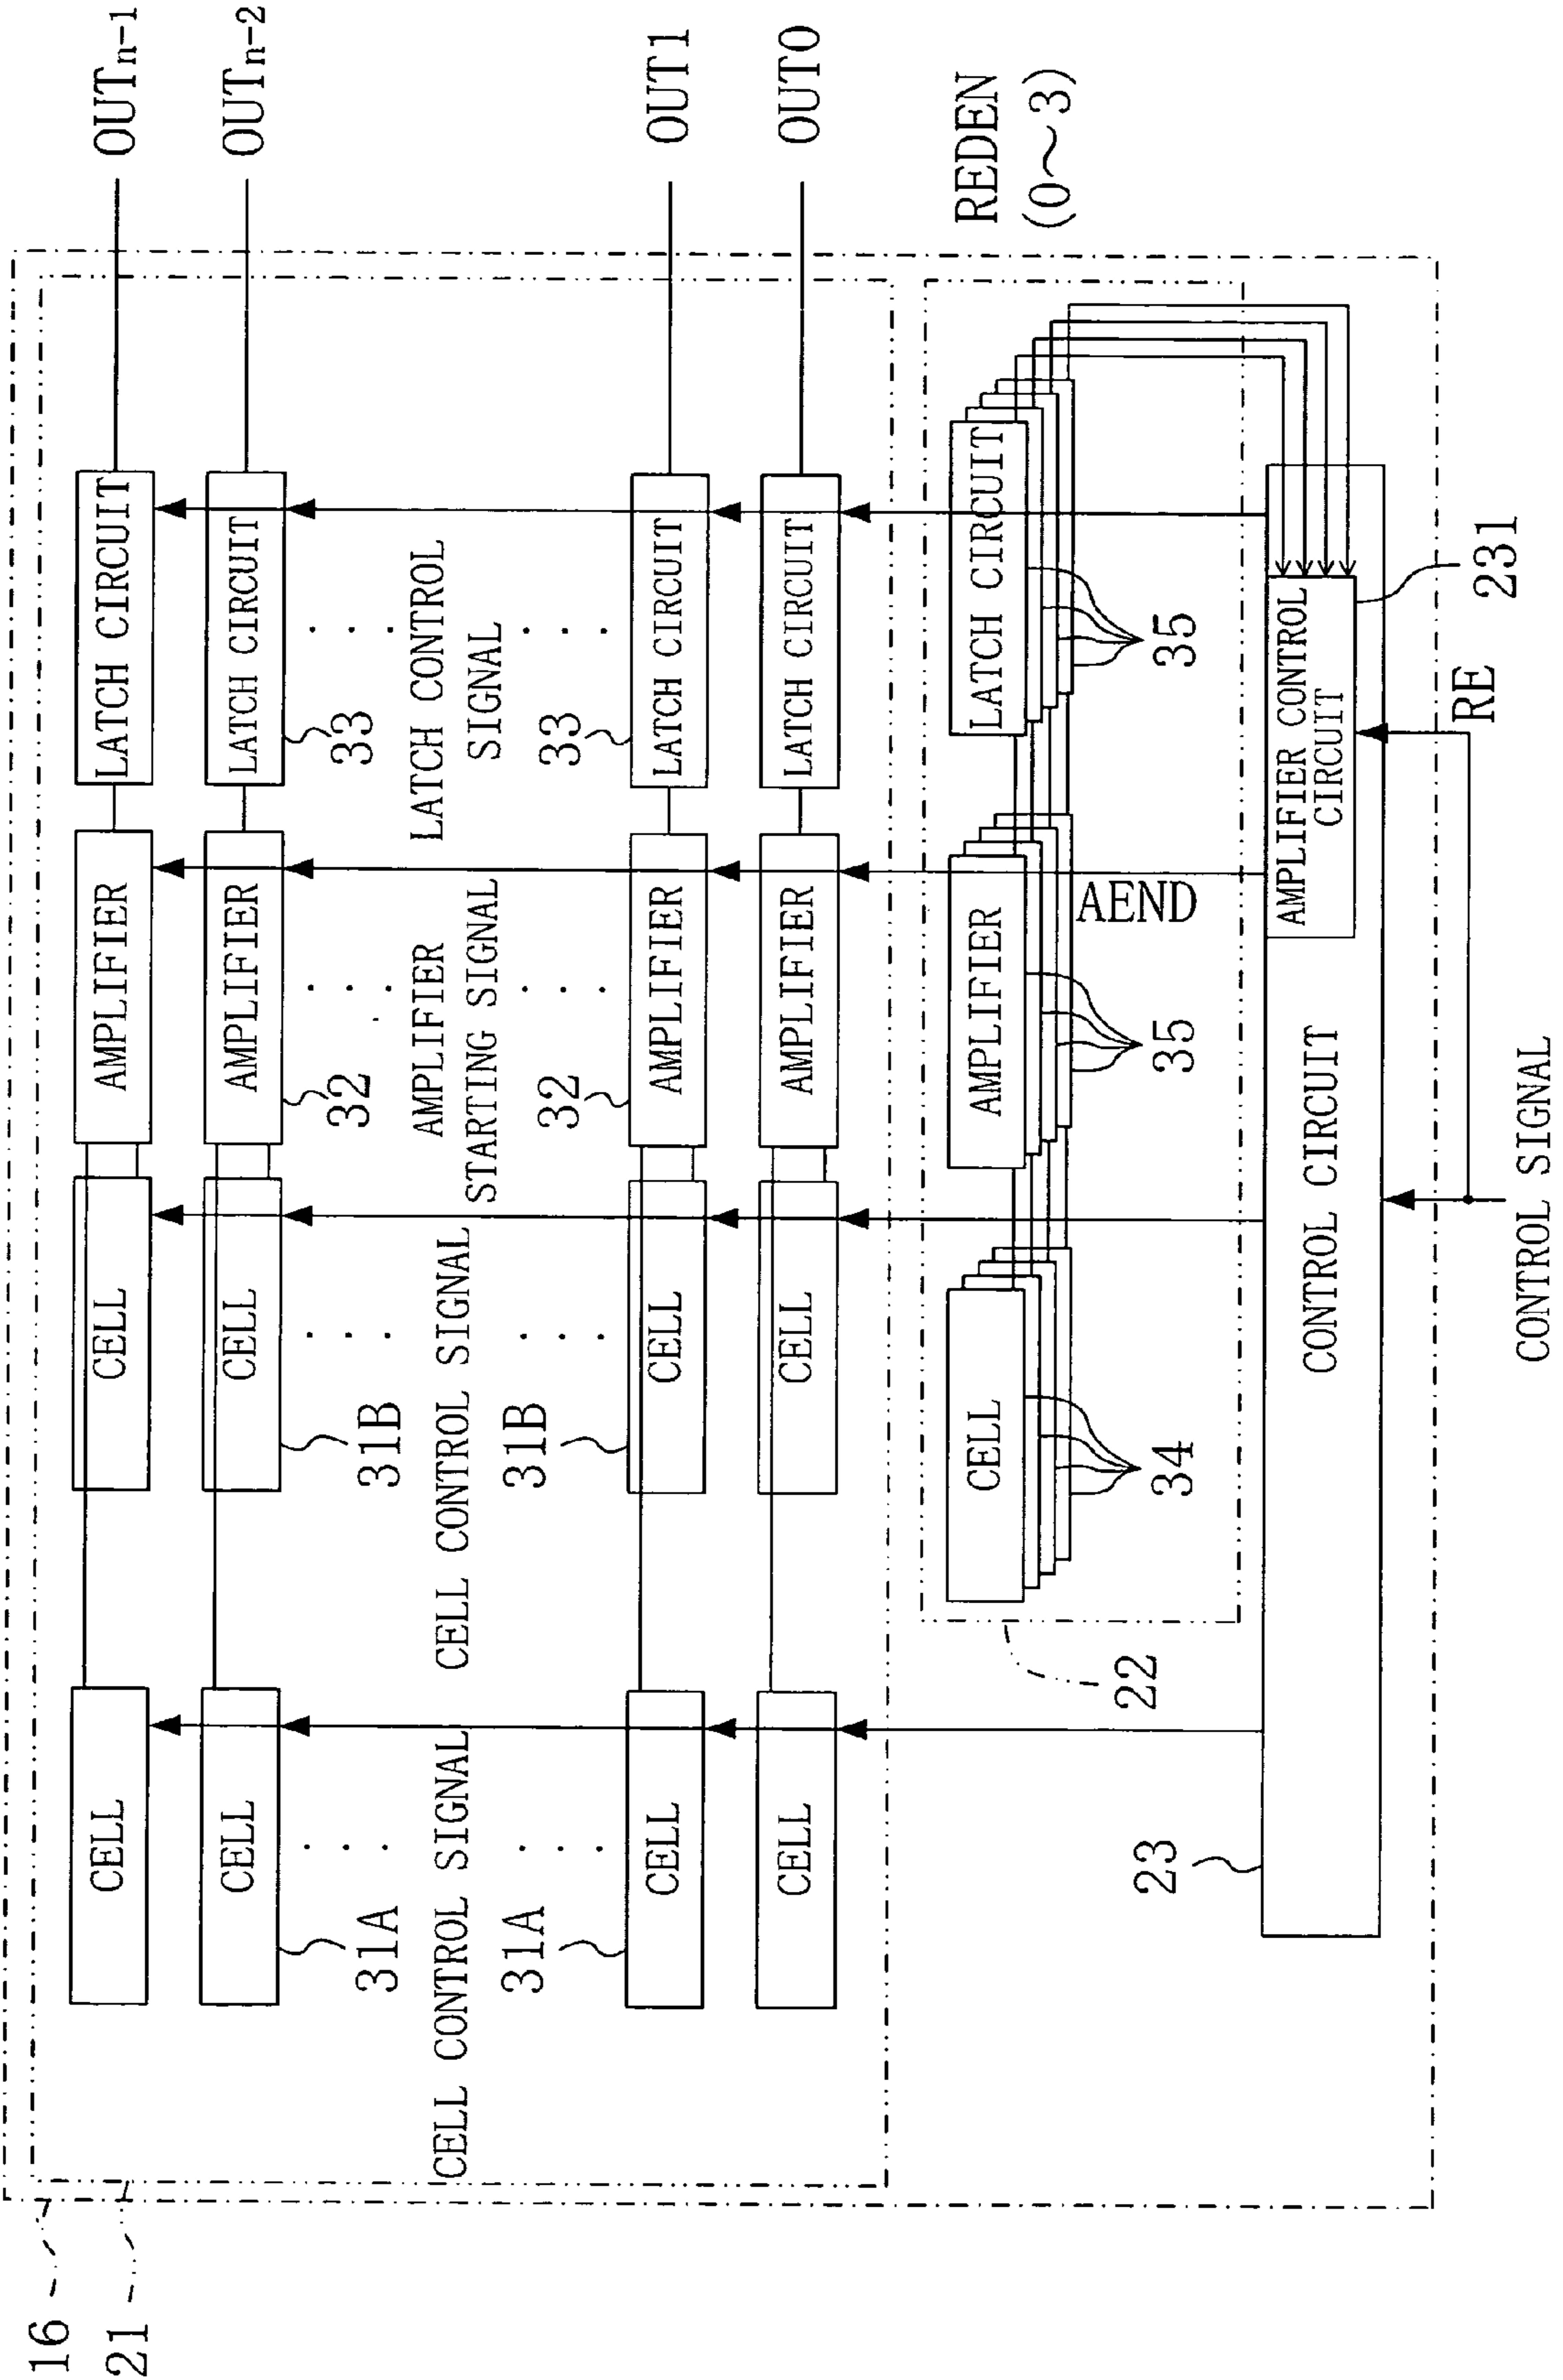 16
21
OUTn-1
OUTn-2
OUT1
OUT0
CELL
CELL
AMPLIFIER
LATCH CIRCUIT
CELL
CELL
AMPLIFIER
LATCH CIRCUIT
31A
31B
32
33
CELL CONTROL SIGNAL
CELL CONTROL SIGNAL
AMPLIFIER
STARTING SIGNAL
LATCH CONTROL
SIGNAL
31A
31B
32
33
CELL
CELL
AMPLIFIER
LATCH CIRCUIT
CELL
CELL
AMPLIFIER
LATCH CIRCUIT
REDEN
(0~3)
CELL
AMPLIFIER
LATCH CIRCUIT
AEND
22
34
35
35
23
CONTROL CIRCUIT
AMPLIFIER CONTROL
CIRCUIT
231
RE
CONTROL SIGNAL